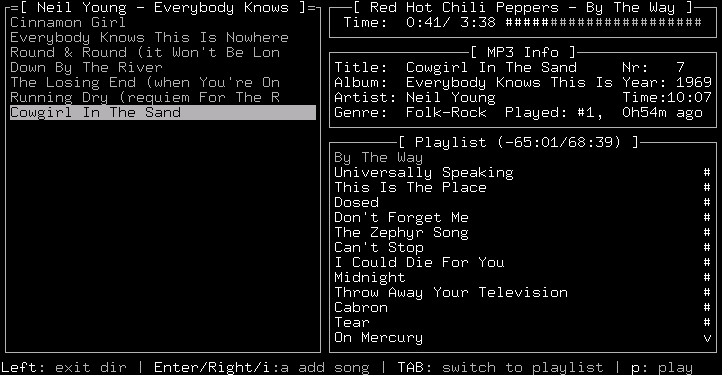 [ Neil Young - Everybody Knows ]
Cinnamon Girl
Everybody Knows This Is Nowhere
Round & Round (it Won't Be Lon
Down By The River
The Losing End (when You're On
Running Dry (requiem For The R
Cowgirl In The Sand
[ Red Hot Chili Peppers - By The Way ]
Time: 0:41/ 3:38 #########################
[ MP3 Info ]
Title: Cowgirl In The Sand Nr: 7
Album: Everybody Knows This Is Year: 1969
Artist: Neil Young Time:10:07
Genre: Folk-Rock Played: #1, 0h54m ago
[ Playlist (-65:01/68:39) ]
By The Way
Universally Speaking #
This Is The Place #
Dosed #
Don't Forget Me #
The Zephyr Song #
Can't Stop #
I Could Die For You #
Midnight #
Throw Away Your Television #
Cabron #
Tear #
On Mercury v
Left: exit dir | Enter/Right/i:a add song | TAB: switch to playlist | p: play